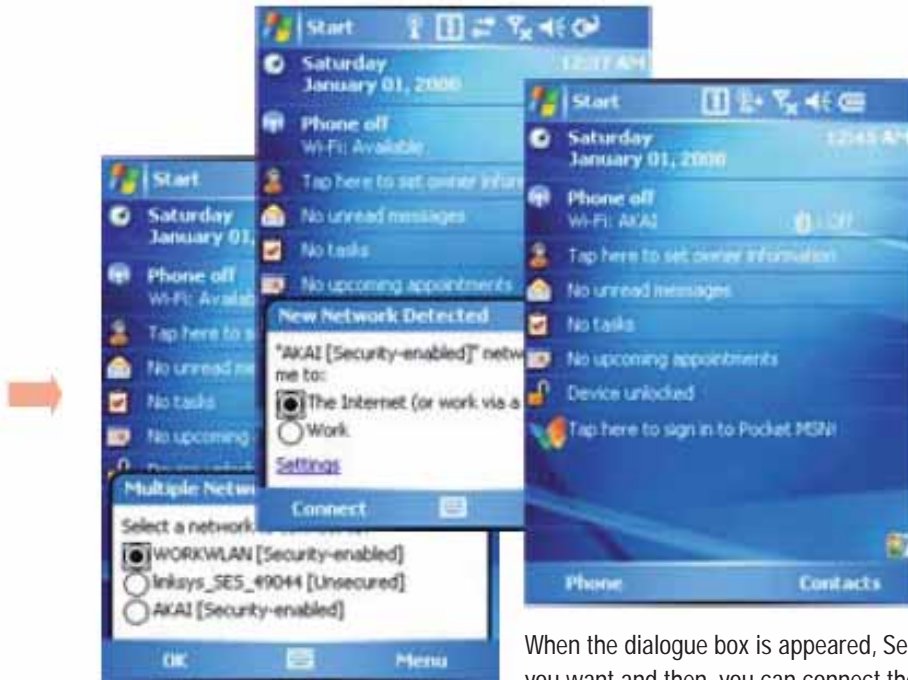 Start
Saturday
January 01,
Phone off
Wi-Fi:
Tap here to
No unread
No tasks
No upcoming
Multiple
Select a network
WORKWLAN [Security-enabled]
linksys_SES_49044 [Unsecured]
AKAI [Security-enabled]
OK
Menu
Start
Saturday
January 01, 2000
Phone off
Wi-Fi: Available
Tap here to set owner
No unread messages
No tasks
No upcoming appointments
New Network Detected
"AKAI [Security-enabled]"
me to:
The Internet (or work via a
Work
Settings
Connect
Start
Saturday
January 01, 2000
Phone off
Wi-Fi: AKAI
Tap here to set owner information
No unread messages
No tasks
No upcoming appointments
Device unlocked
Tap here to sign in to Pocket MSN!
Phone
Contacts
When the dialogue box is appeared,
you want and then, you can connect